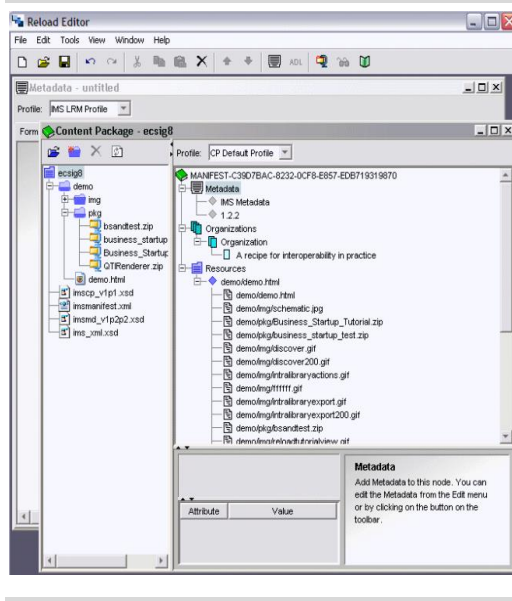 Reload Editor
File Edit Tools View Window Help
ADL
Metadata - untitled
Profile: IMS LRM Profile
Form
Content Package - ecsig8
Profile: CP Default Profile
ecsig8
demo
img
pkg
bsandtest.zip
business_startup
Business_Startup
QTIRenderer.zip
demo.html
imscp_v1p1.xsd
imsmanifest.xml
imsmd_v1p2p2.xsd
ims_xml.xsd
MANIFEST-C39D7BAC-8232-0CF8-E857-EDB719319870
Metadata
IMS Metadata
1.2.2
Organizations
Organization
A recipe for interoperability in practice
Resources
demo/demo.html
demo/demo.html
demo/img/schematic.jpg
demo/pkg/Business_Startup_Tutorial.zip
demo/pkg/business_startup_test.zip
demo/img/discover.gif
demo/img/discover200.gif
demo/img/intralibraryactions.gif
demo/img/ffffff.gif
demo/img/intralibraryexport.gif
demo/img/intralibraryexport200.gif
demo/pkg/bsandtest.zip
demo/img/reloadtutorialview.gif
Attribute Value
Metadata
Add Metadata to this node. You can
edit the Metadata from the Edit menu
or by clicking on the button on the
toolbar.